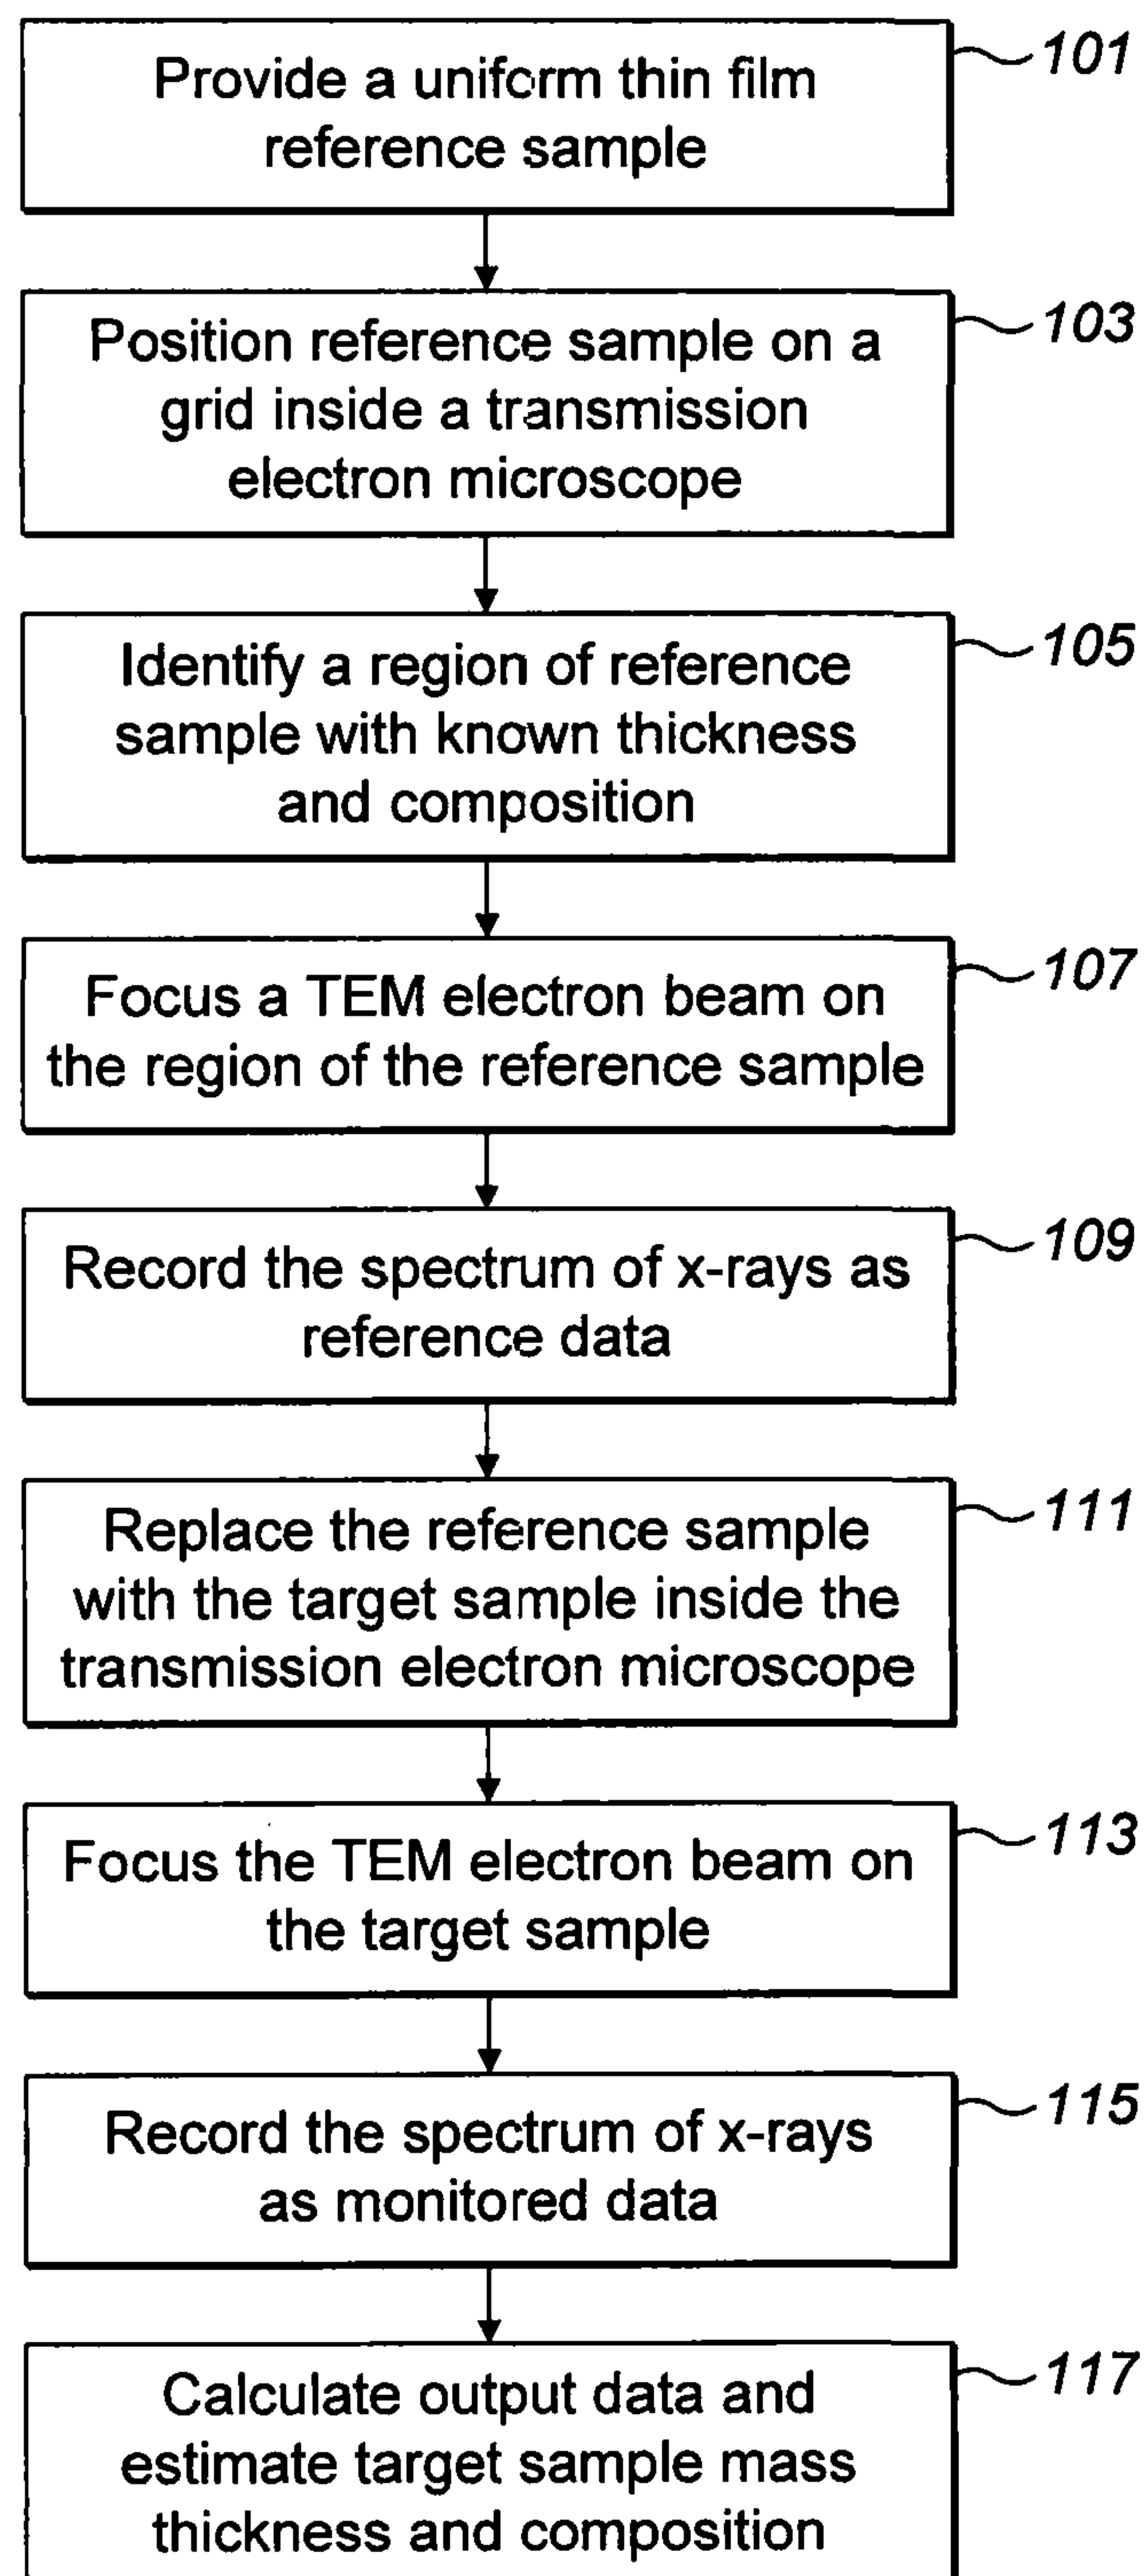 Provide a uniform thin film
reference sample
101
Position reference sample on a
grid inside a transmission
electron microscope
103
Identify a region of reference
sample with known thickness
and composition
105
Focus a TEM electron beam on
the region of the reference sample
107
Record the spectrum of x-rays as
reference data
109
Replace the reference sample
with the target sample inside the
transmission electron microscope
111
Focus the TEM electron beam on
the target sample
113
Record the spectrum of x-rays
as monitored data
115
Calculate output data and
estimate target sample mass
thickness and composition
117